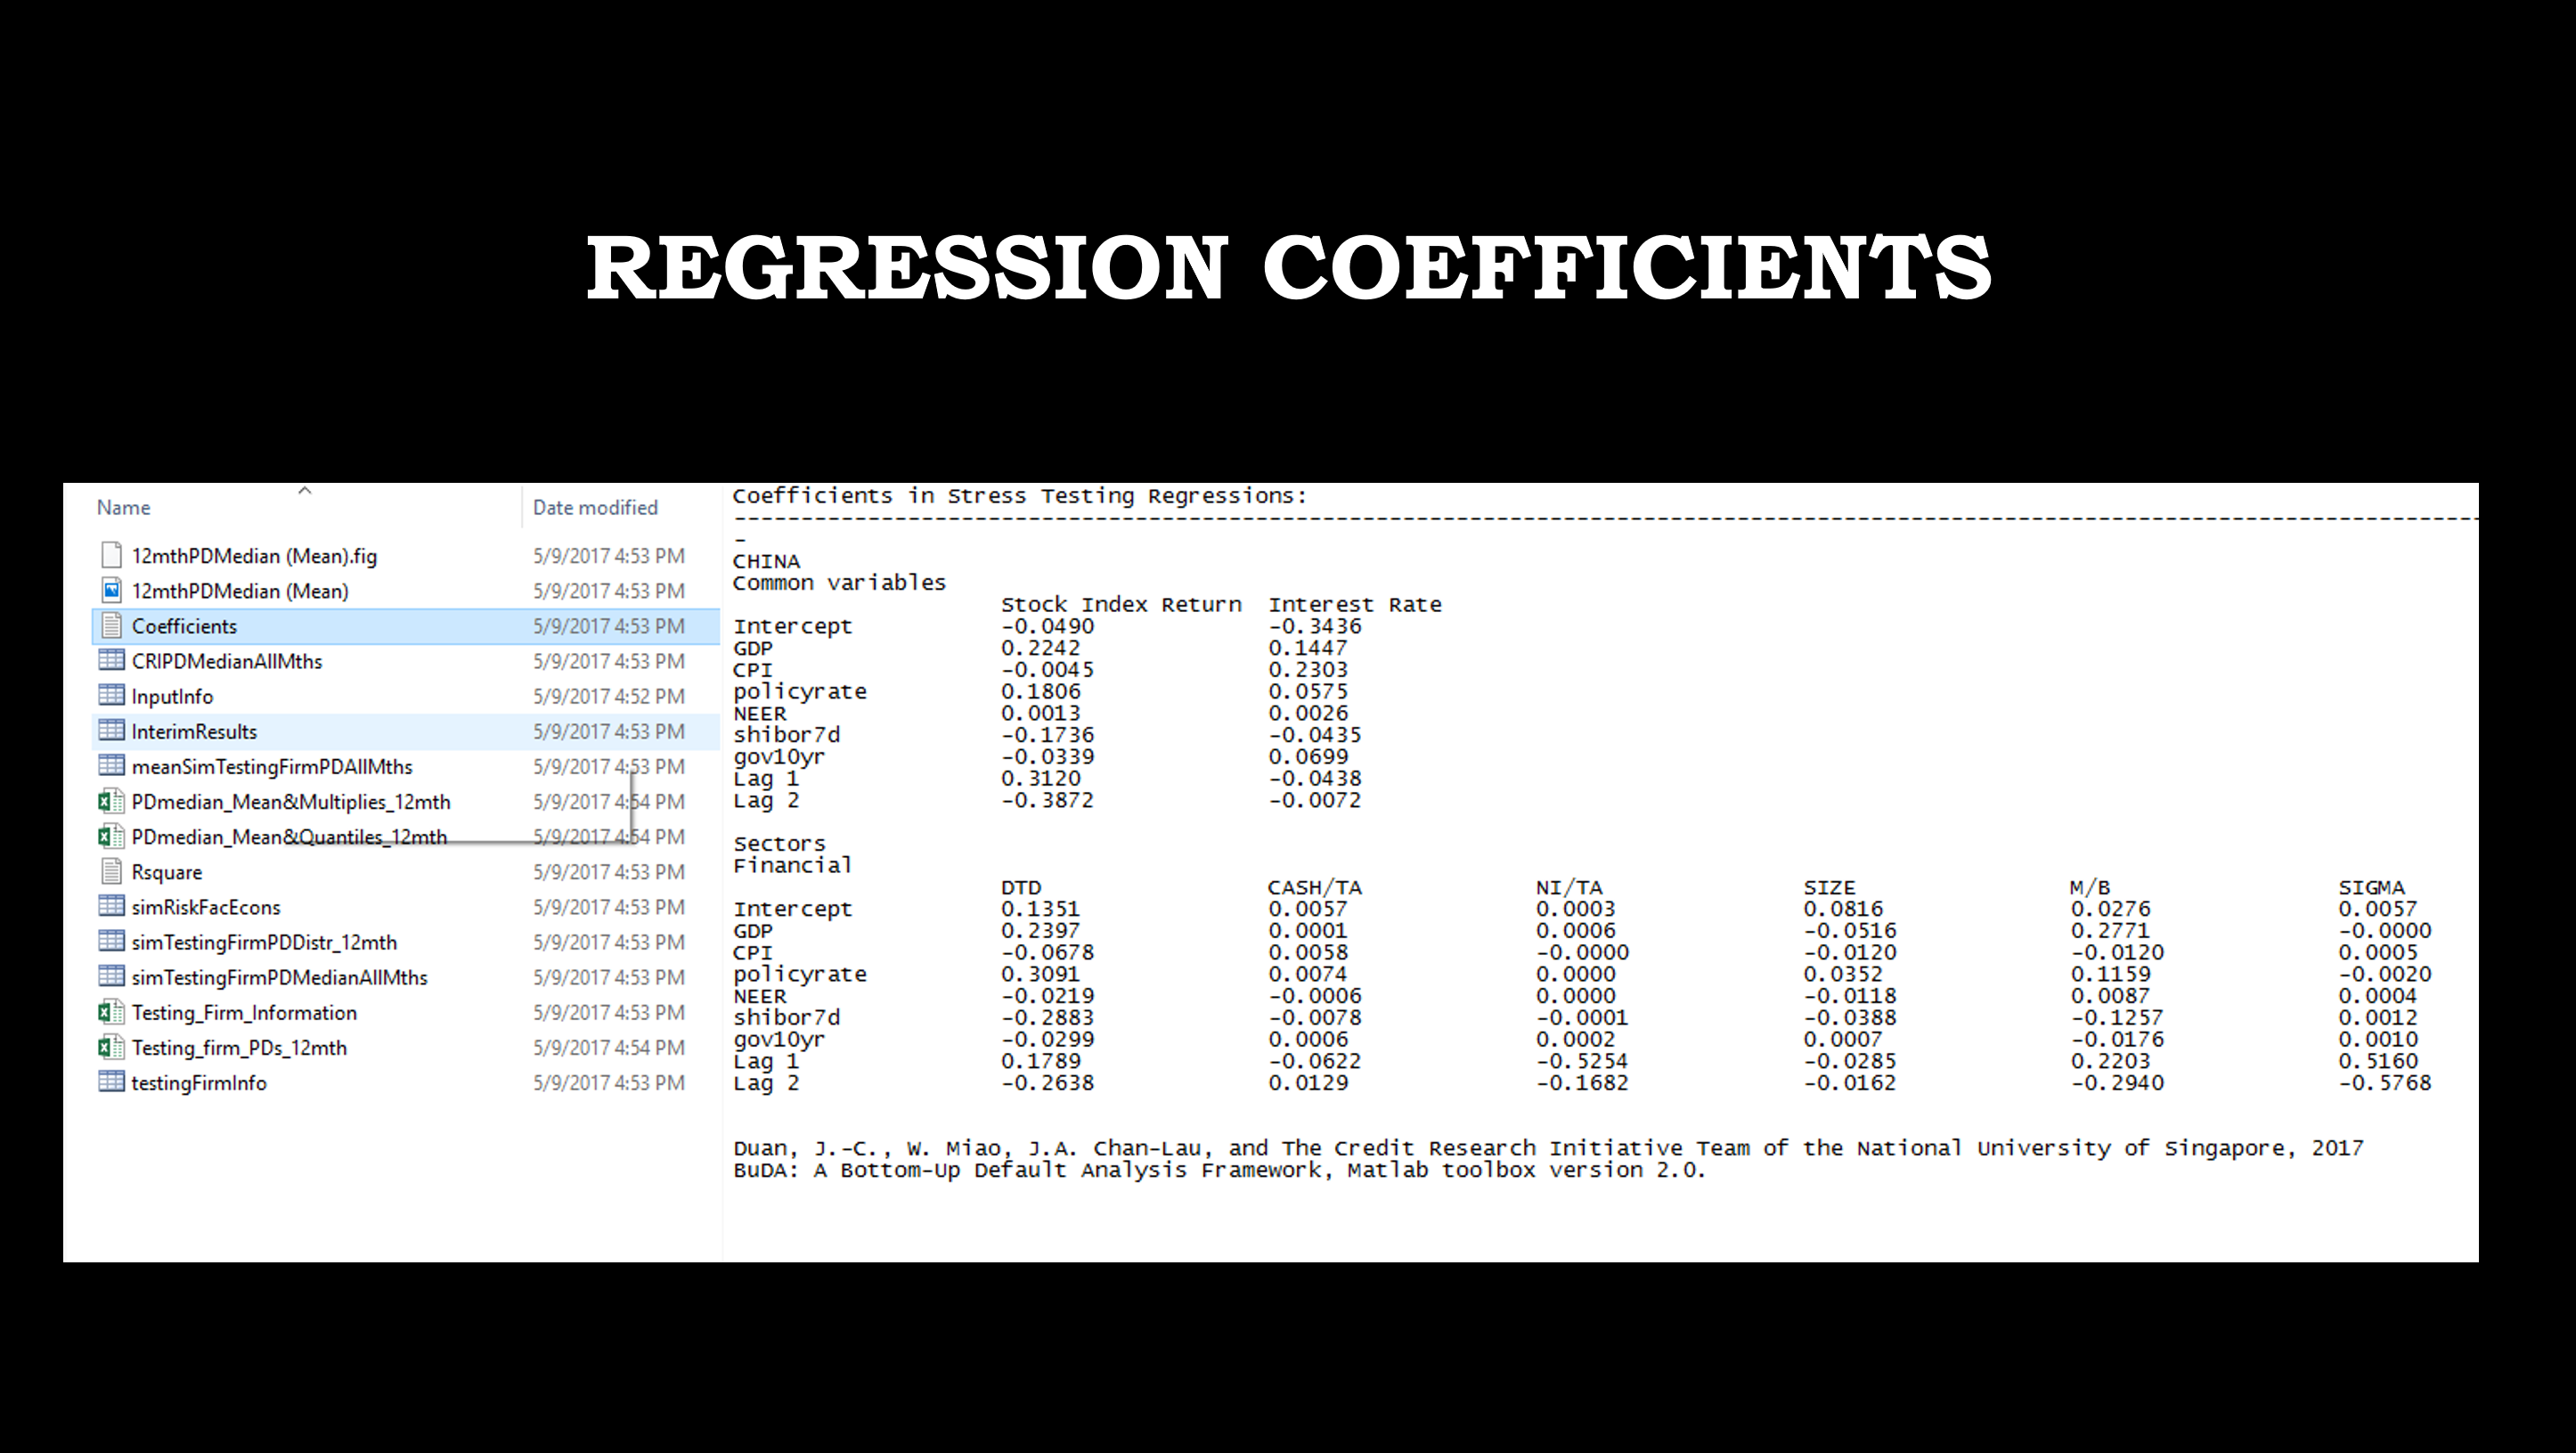 REGRESSION COEFFICIENTS
Name Date modified
12mthPDMedian (Mean).fig 5/9/2017 4:53 PM
12mthPDMedian (Mean) 5/9/2017 4:53 PM
Coefficients 5/9/2017 4:53 PM
CRIPDMedianAllMths 5/9/2017 4:53 PM
InputInfo 5/9/2017 4:52 PM
InterimResults 5/9/2017 4:53 PM
meanSimTestingFirmPDAllMths 5/9/2017 4:53 PM
PDmedian_Mean&Multiplies_12mth 5/9/2017 4:54 PM
PDmedian_Mean&Quantiles_12mth 5/9/2017 4:54 PM
Rsquare 5/9/2017 4:53 PM
simRiskFacEcons 5/9/2017 4:53 PM
simTestingFirmPDDistr_12mth 5/9/2017 4:53 PM
simTestingFirmPDMedianAllMths 5/9/2017 4:53 PM
Testing_Firm_Information 5/9/2017 4:53 PM
Testing_firm_PDs_12mth 5/9/2017 4:54 PM
testingFirmInfo 5/9/2017 4:53 PM
Coefficients in Stress Testing Regressions:
CHINA
Common variables
Stock Index Return Interest Rate
Intercept -0.0490 -0.3436
GDP 0.2242 0.1447
CPI -0.0045 0.2303
policyrate 0.1806 0.0575
NEER 0.0013 0.0026
shibor7d -0.1736 -0.0435
gov10yr -0.0339 0.0699
Lag 1 0.3120 -0.0438
Lag 2 -0.3872 -0.0072
Sectors
Financial
DTD CASH/TA NI/TA SIZE M/B SIGMA
Intercept 0.1351 0.0057 0.0003 0.0816 0.0276 0.0057
GDP 0.2397 0.0001 0.0006 -0.0516 0.2771 -0.0000
CPI -0.0678 0.0058 -0.0000 -0.0120 -0.0120 0.0005
policyrate 0.3091 0.0074 0.0000 0.0352 0.1159 -0.0020
NEER -0.0219 -0.0006 0.0000 -0.0118 0.0087 0.0004
shibor7d -0.2883 -0.0078 -0.0001 -0.0388 -0.1257 0.0012
gov10yr -0.0299 0.0006 0.0002 0.0007 -0.0176 0.0010
Lag 1 0.1789 -0.0622 -0.5254 -0.0285 0.2203 0.5160
Lag 2 -0.2638 0.0129 -0.1682 -0.0162 -0.2940 -0.5768
Duan, J.-C., W. Miao, J.A. Chan-Lau, and The Credit Research Initiative Team of the National University of Singapore, 2017
BuDA: A Bottom-Up Default Analysis Framework, Matlab toolbox version 2.0.